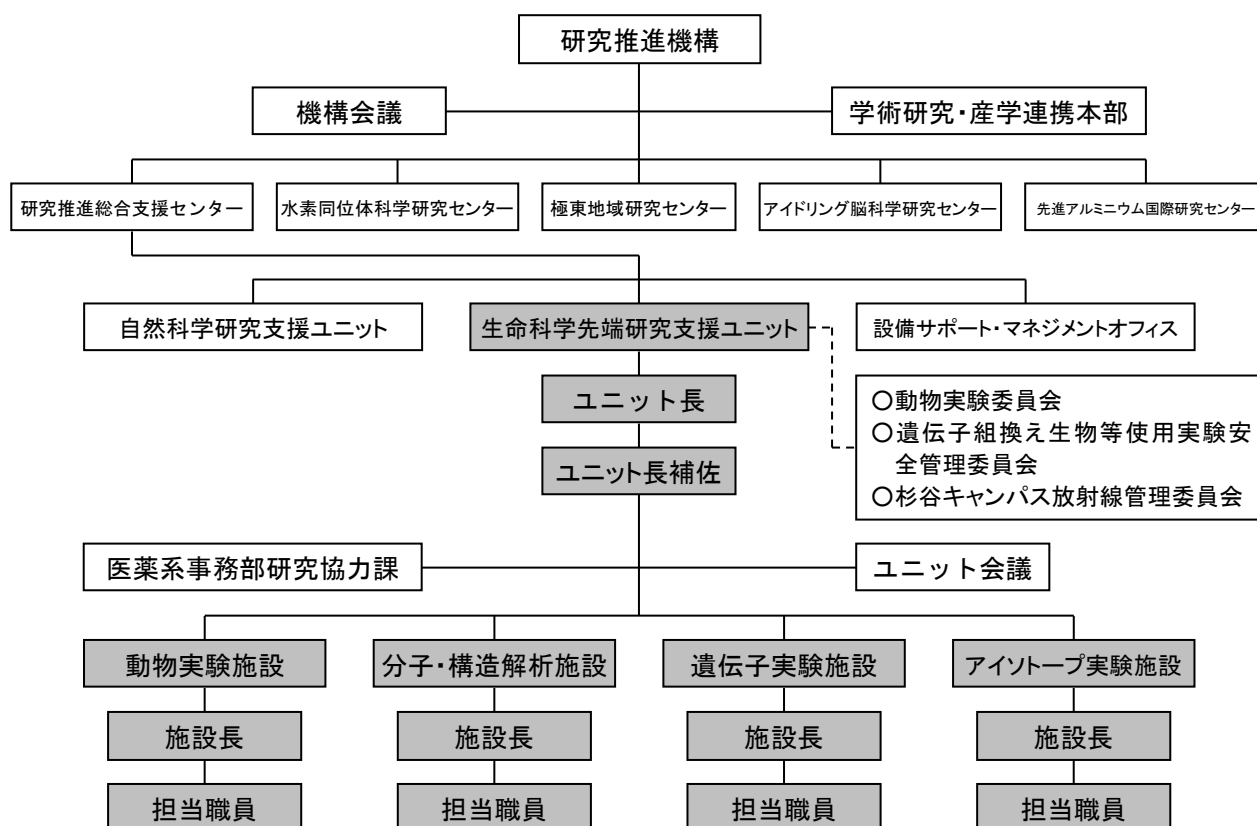 研究推進機構
機構会議
学術研究・産学連携本部
研究推進総合支援センター
水素同位体科学研究センター
極東地域研究センター
アイドリング脳科学研究センター
先進アルミニウム国際研究センター
自然科学研究支援ユニット
生命科学先端研究支援ユニット
設備サポート・マネジメントオフィス
ユニット長
ユニット長補佐
○動物実験委員会
○遺伝子組換え生物等使用実験安
全管理委員会
○杉谷キャンパス放射線管理委員会
医薬系事務部研究協力課
ユニット会議
動物実験施設
分子・構造解析施設
遺伝子実験施設
アイソトープ実験施設
施設長
施設長
施設長
施設長
担当職員
担当職員
担当職員
担当職員